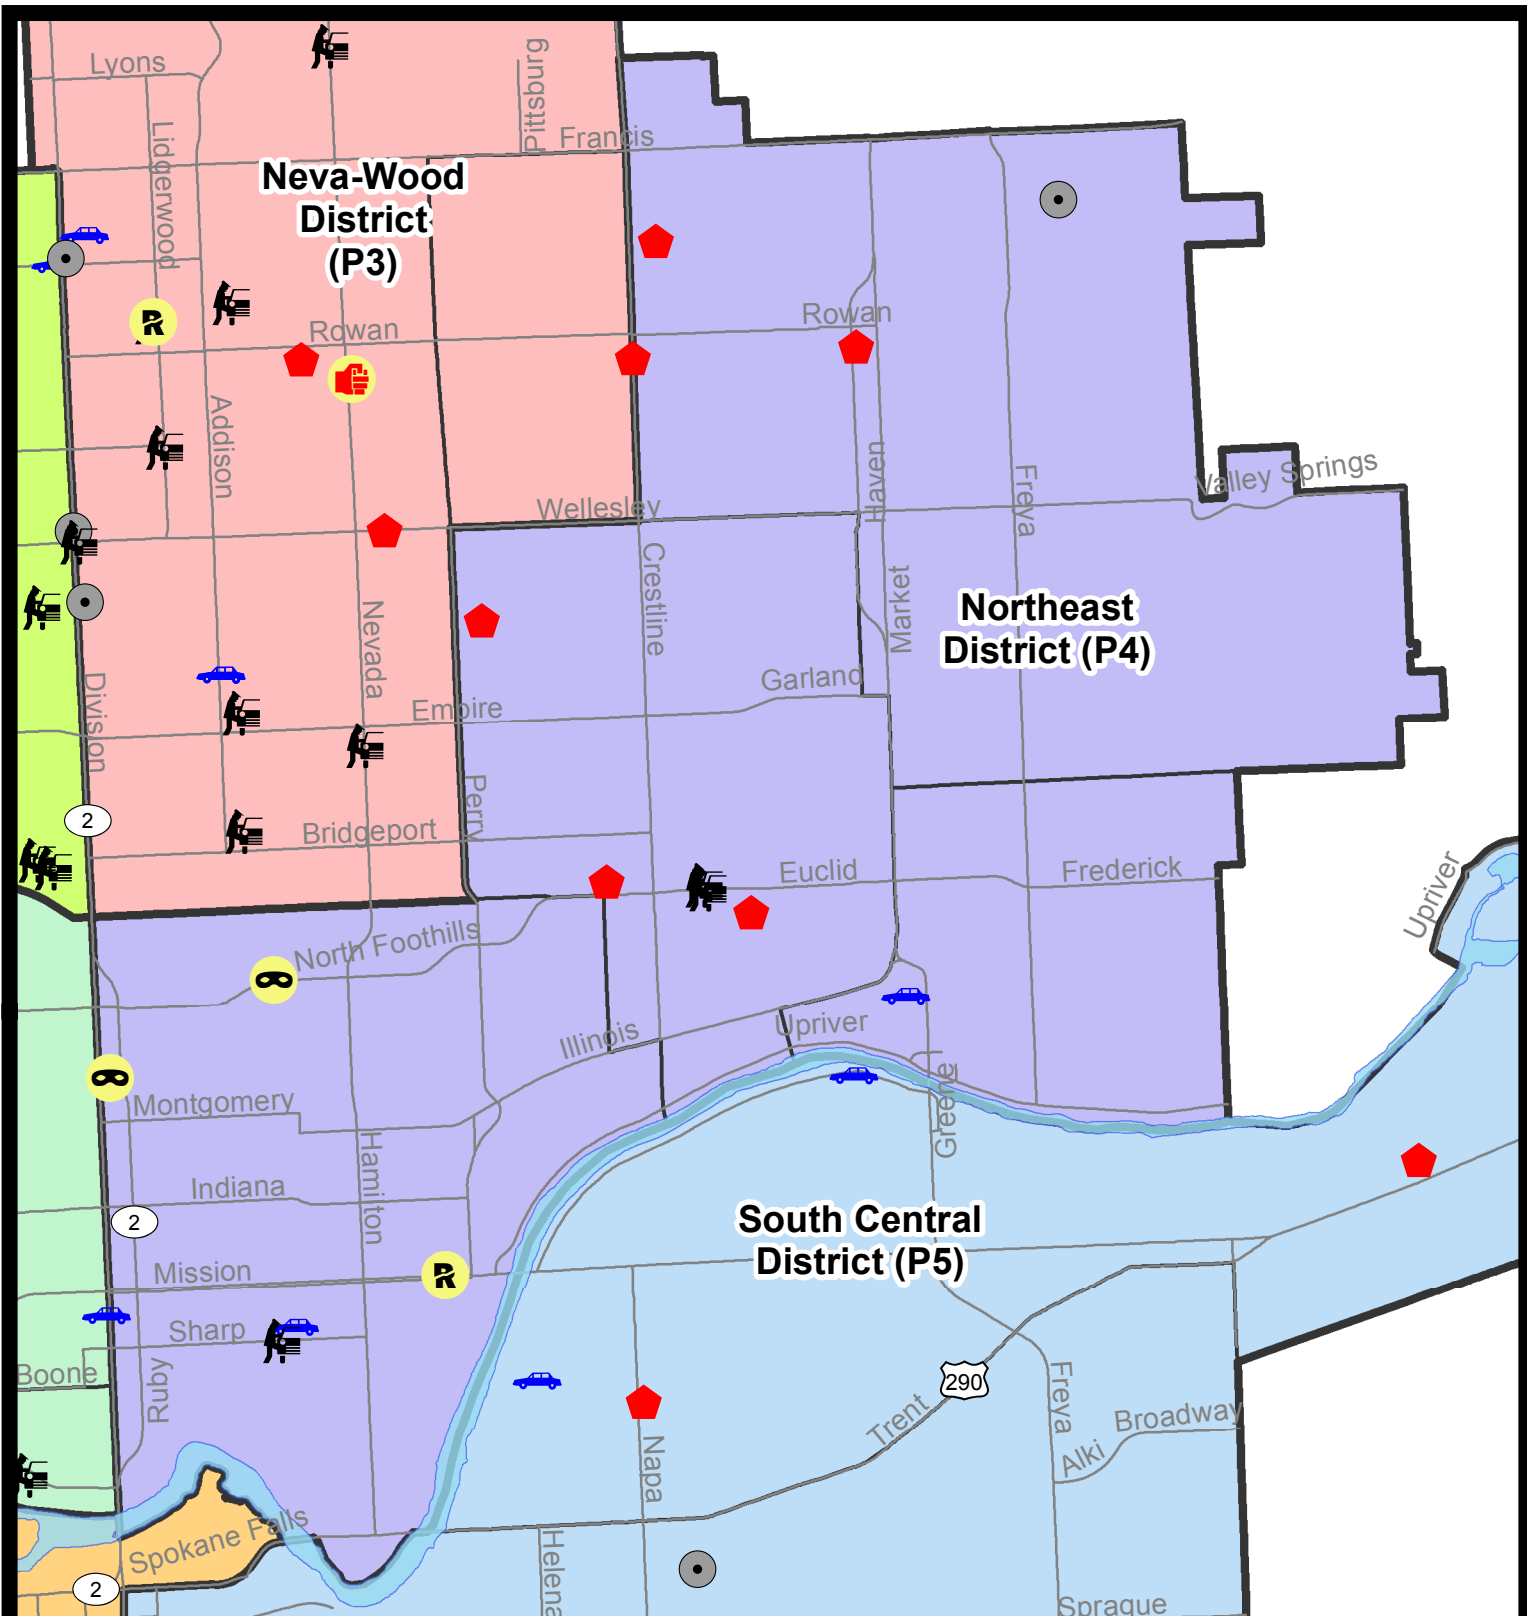 Lyons
Pittsburg
Francis
Lidgerwood
Neva-Wood
District
(P3)
Rowan
Rowan
Addison
Haven
Freya
Valley Springs
Wellesley
Crestline
Market
Nevada
Northeast
District (P4)
Division
Garland
Empire
Perry
2
Bridgeport
Euclid
Frederick
Upriver
North Foothills
Illinois
Upriver
Greene
Montgomery
Hamilton
Indiana
2
South Central
District (P5)
Mission
Sharp
Boone
Ruby
290
Freya
Trent
Broadway
Alki
Napa
Spokane Falls
Helena
2
Sprague